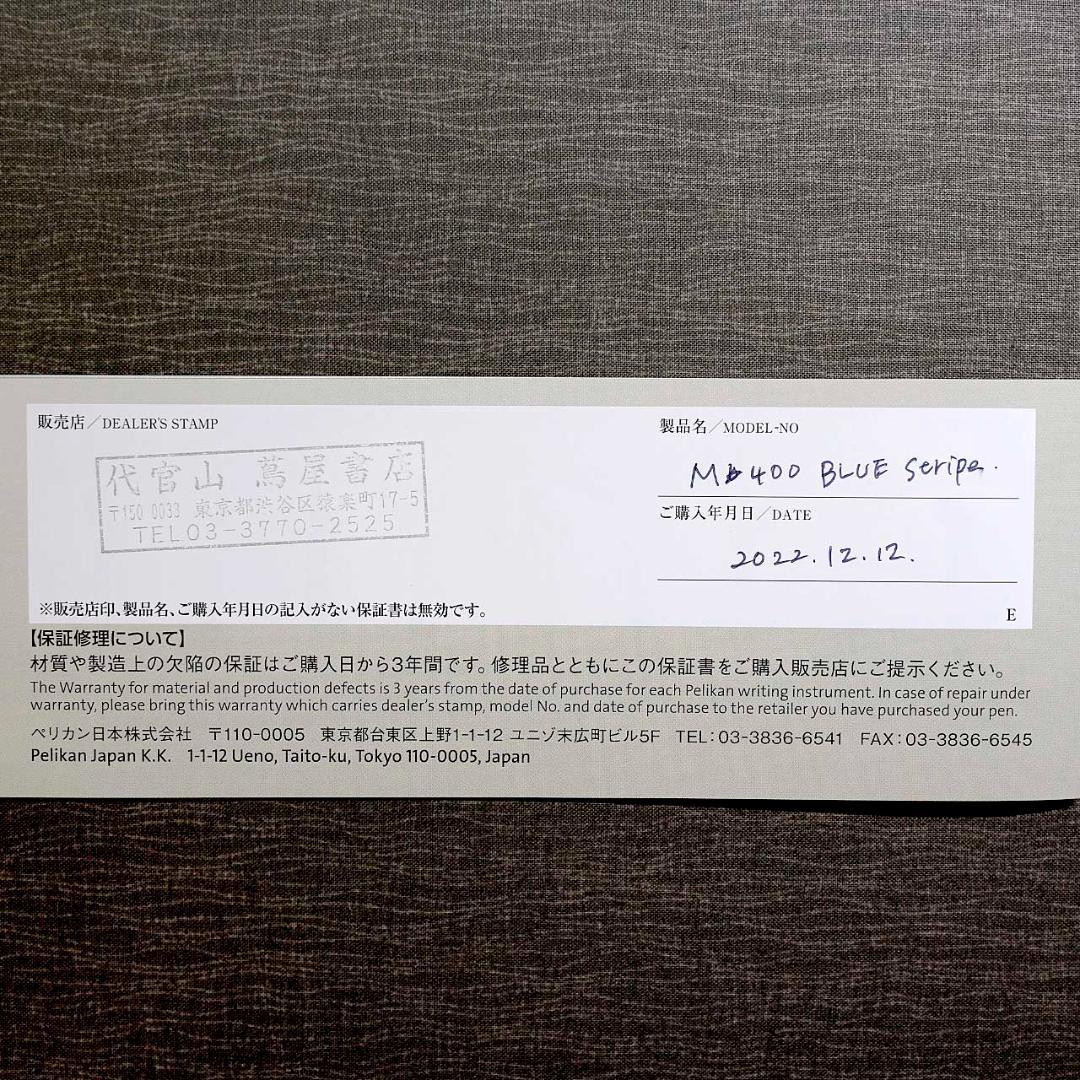 販売店／DEALER'S STAMP
代官山 蔦屋書店
〒150 0033 東京都渋谷区猿楽町17-5
TEL.03-3770-2525
※販売店印、製品名、ご購入年月日の記入がない保証書は無効です。
製品名／MODEL-NO
M 400 BLUE Stripe.
ご購入年月日／DATE
2022.12.12.
E
【保証修理について】
材質や製造上の欠陥の保証はご購入日から3年間です。修理品とともにこの保証書をご購入販売店にご提示ください。
The Warranty for material and production defects is 3 years from the date of purchase for each Pelikan writing instrument. In case of repair under
warranty, please bring this warranty which carries dealer's stamp, model No. and date of purchase to the retailer you have purchased your pen.
ペリカン日本株式会社 〒110-0005 東京都台東区上野1-1-12 ユニゾ末広町ビル5F TEL:03-3836-6541 FAX:03-3836-6545
Pelikan Japan K.K. 1-1-12 Ueno, Taito-ku, Tokyo 110-0005, Japan